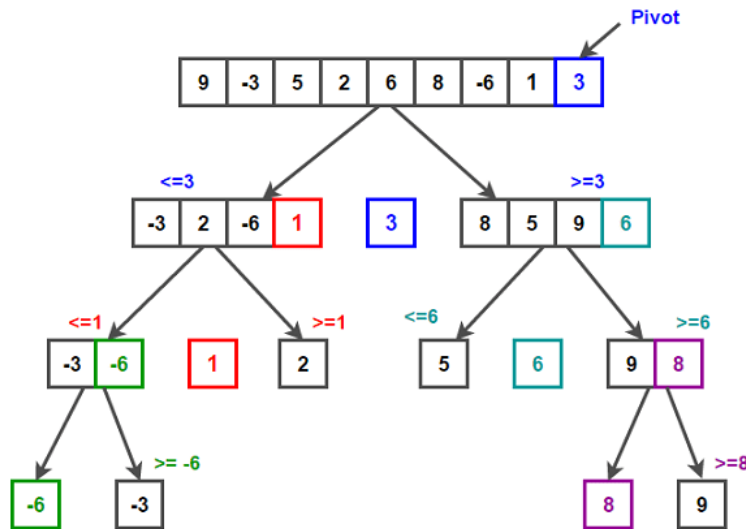 Pivot
9 -3 5 2 6 8 -6 1 3
<=3 >=3
-3 2 -6 1 3 8 5 9 6
<=1 >=1 <=6 >=6
-3 -6 1 2 5 6 9 8
>= -6 >=8
-6 -3 8 9